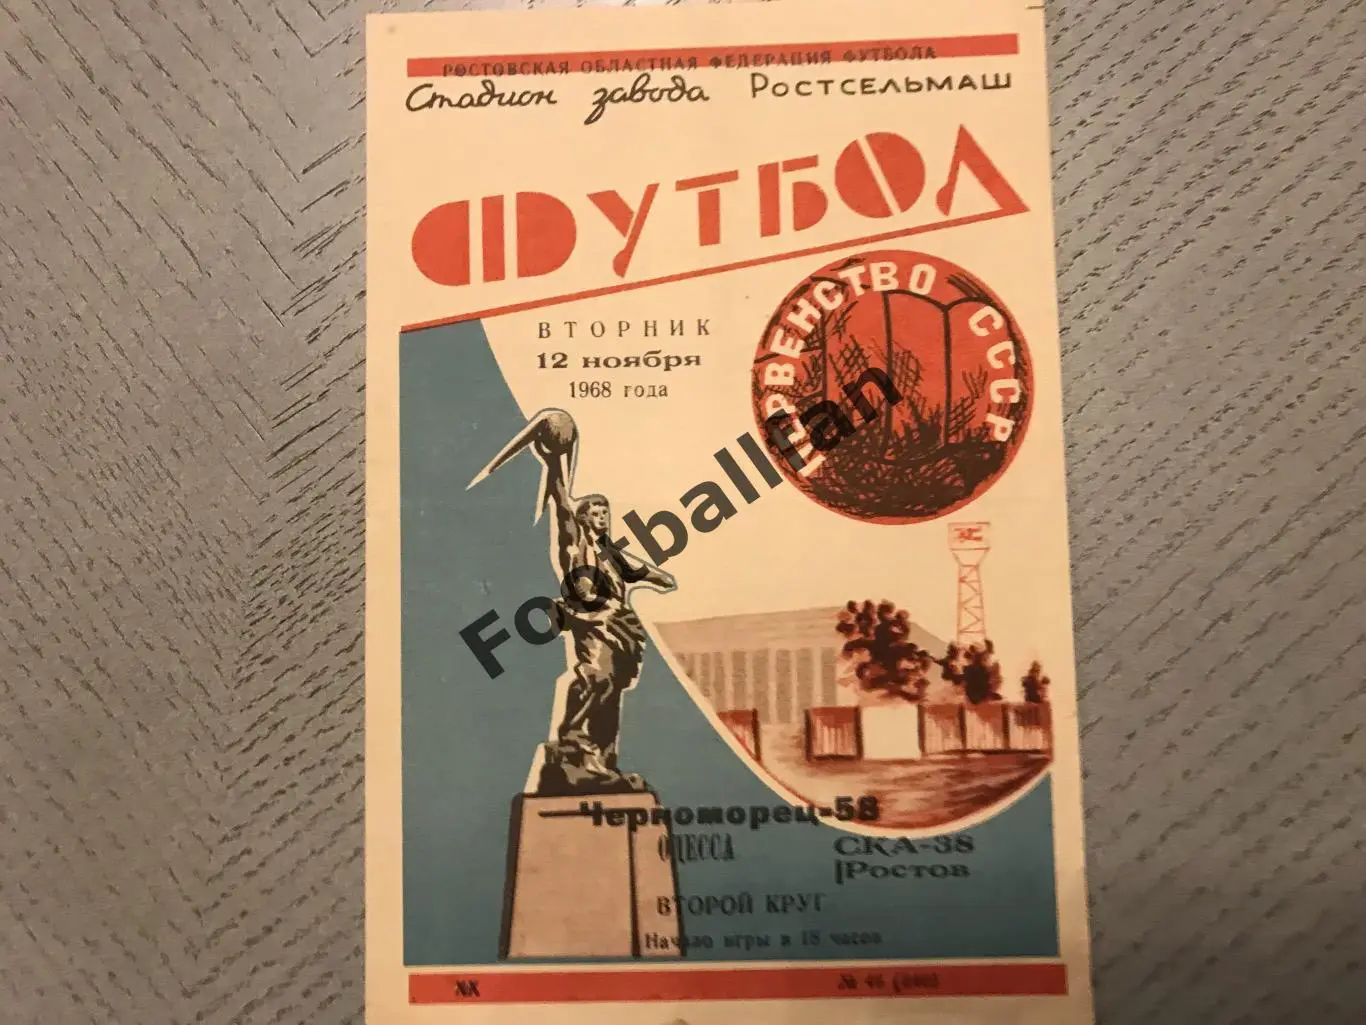 РОСТОВСКАЯ ОБЛАСТНАЯ ФЕДЕРАЦИЯ ФУТБОЛА
Стадион завода Ростсельмаш
ФУТБОЛ
ПЕРВЕНСТВО СССР
ВТОРНИК
12 ноября
1968 года
Footballfan
Черноморец-58
ОДЕССА
СКА-38
Ростов
ВТОРОЙ КРУГ
Начало игры в 18 часов
XX
№